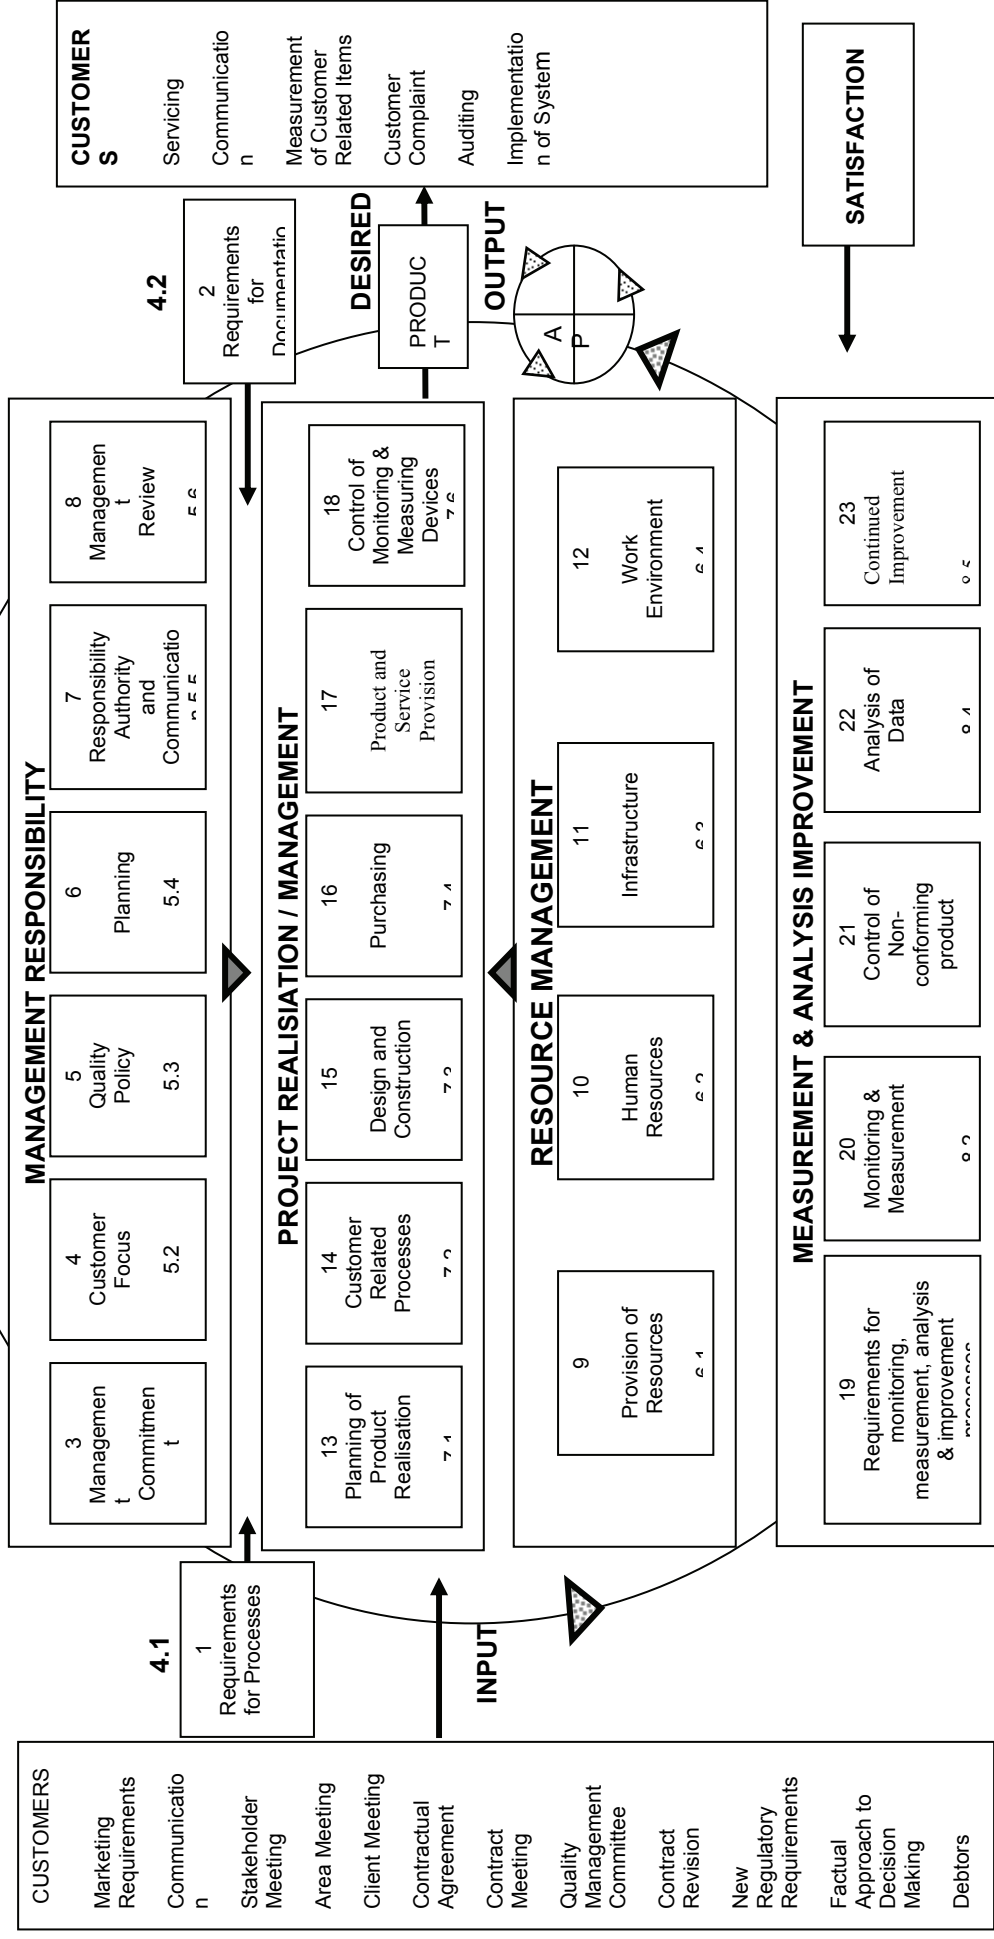 CUSTOMERS
Marketing
Requirements
Communicatio
n
Stakeholder
Meeting
Area Meeting
Client Meeting
Contractual
Agreement
Contract
Meeting
Quality
Management
Committee
Contract
Revision
New
Regulatory
Requirements
Factual
Approach to
Decision
Making
Debtors
4.1
1
Requirements
for Processes
INPUT
MANAGEMENT RESPONSIBILITY
3
Managemen
t
Commitmen
t
4
Customer
Focus
5.2
5
Quality
Policy
5.3
6
Planning
5.4
7
Responsibility
Authority
and
Communicatio
8
Managemen
t
Review
PROJECT REALISIATION / MANAGEMENT
13
Planning of
Product
Realisation
14
Customer
Related
Processes
15
Design and
Construction
16
Purchasing
17
Product and
Service
Provision
18
Control of
Monitoring &
Measuring
Devices
RESOURCE MANAGEMENT
9
Provision of
Resources
10
Human
Resources
11
Infrastructure
12
Work
Environment
MEASUREMENT & ANALYSIS IMPROVEMENT
19
Requirements for
monitoring,
measurement, analysis
& improvement
20
Monitoring &
Measurement
21
Control of
Non-
conforming
product
22
Analysis of
Data
23
Continued
Improvement
4.2
2
Requirements
for
Documentatio
DESIRED
PRODUC
T
OUTPUT
A
P
CUSTOMER
S
Servicing
Communicatio
n
Measurement
of Customer
Related Items
Customer
Complaint
Auditing
Implementatio
n of System
SATISFACTION